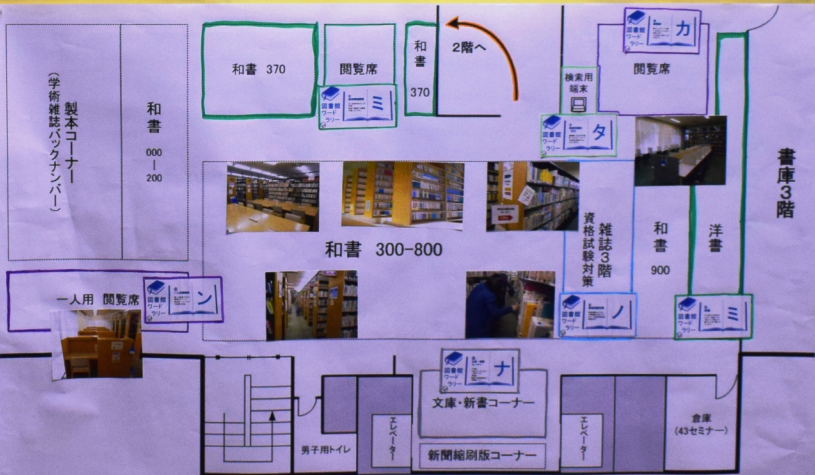 製本コーナー
(学術雑誌バックナンバー)
和書
000
|
200
和書 370
閲覧席
図書館
ワード
ラリー
ミ
和書
370
2階へ
検索用
端末
図書館
ワード
ラリー
タ
図書館
ワード
ラリー
カ
閲覧席
書庫3階
和書 300-800
雑誌3階
資格試験対策
和書
900
洋書
一人用 閲覧席
図書館
ワード
ラリー
ン
図書館
ワード
ラリー
ノ
図書館
ワード
ラリー
ミ
図書館
ワード
ラリー
ナ
文庫・新書コーナー
新聞縮刷版コーナー
男子用トイレ
エレベーター
エレベーター
倉庫
(43セミナー)